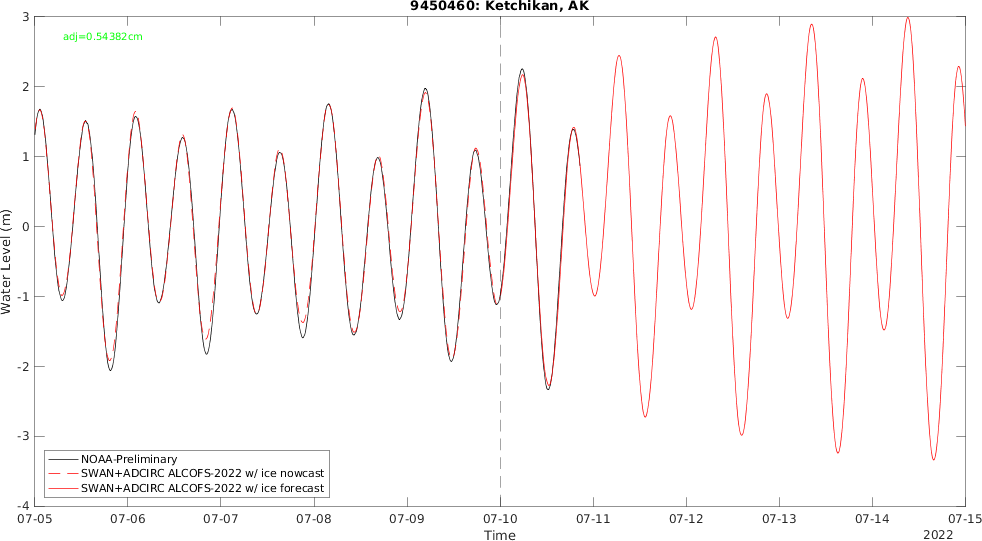 9450460: Ketchikan, AK
adj=0.54382cm
3
2
1
0
-1
-2
-3
-4
Water Level (m)
NOAA-Preliminary
SWAN+ADCIRC ALCOFS-2022 w/ ice nowcast
SWAN+ADCIRC ALCOFS-2022 w/ ice forecast
07-05 07-06 07-07 07-08 07-09 07-10 07-11 07-12 07-13 07-14 07-15
Time
2022